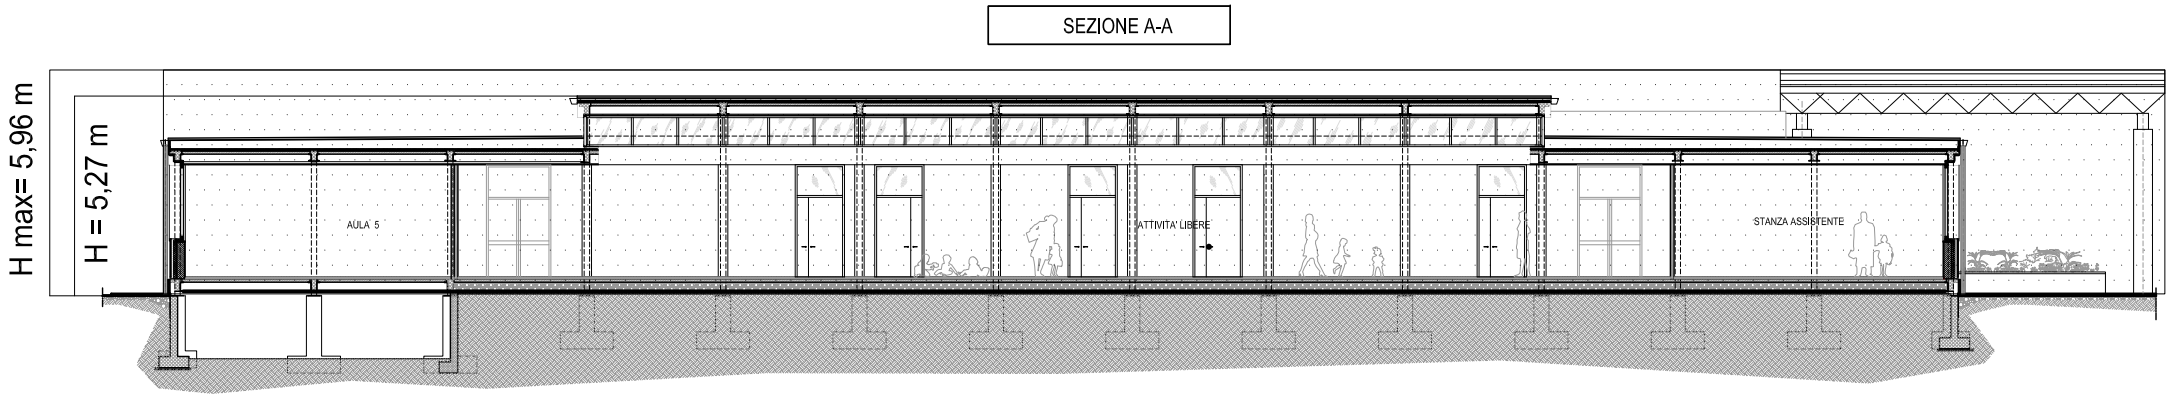 SEZIONE A-A
H max= 5,96 m
H = 5,27 m
AULA 5
ATTIVITA' LIBERE
STANZA ASSISTENTE